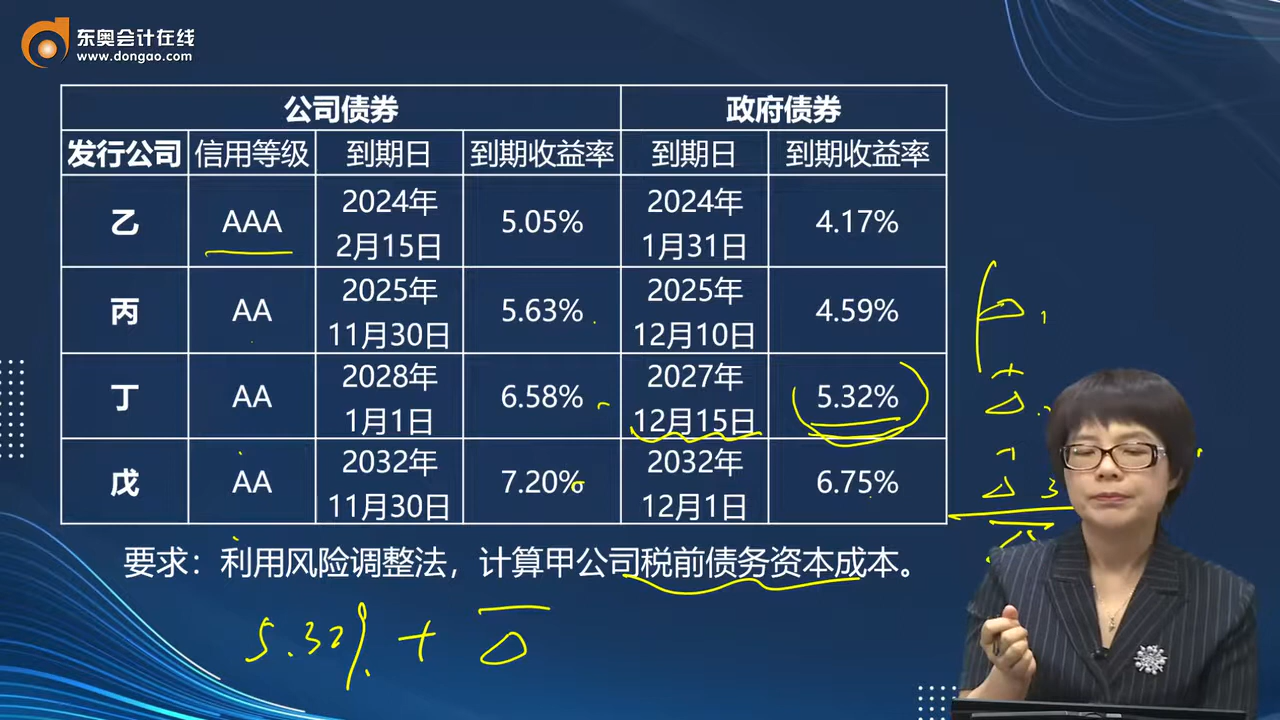 东奥会计在线
www.dongao.com
公司债券 政府债券
发行公司 信用等级 到期日 到期收益率 到期日 到期收益率
乙 AAA 2024年2月15日 5.05% 2024年1月31日 4.17%
丙 AA 2025年11月30日 5.63% 2025年12月10日 4.59%
丁 AA 2028年1月1日 6.58% 2027年12月15日 5.32%
戊 AA 2032年11月30日 7.20% 2032年12月1日 6.75%
要求：利用风险调整法，计算甲公司税前债务资本成本。
5.32% +